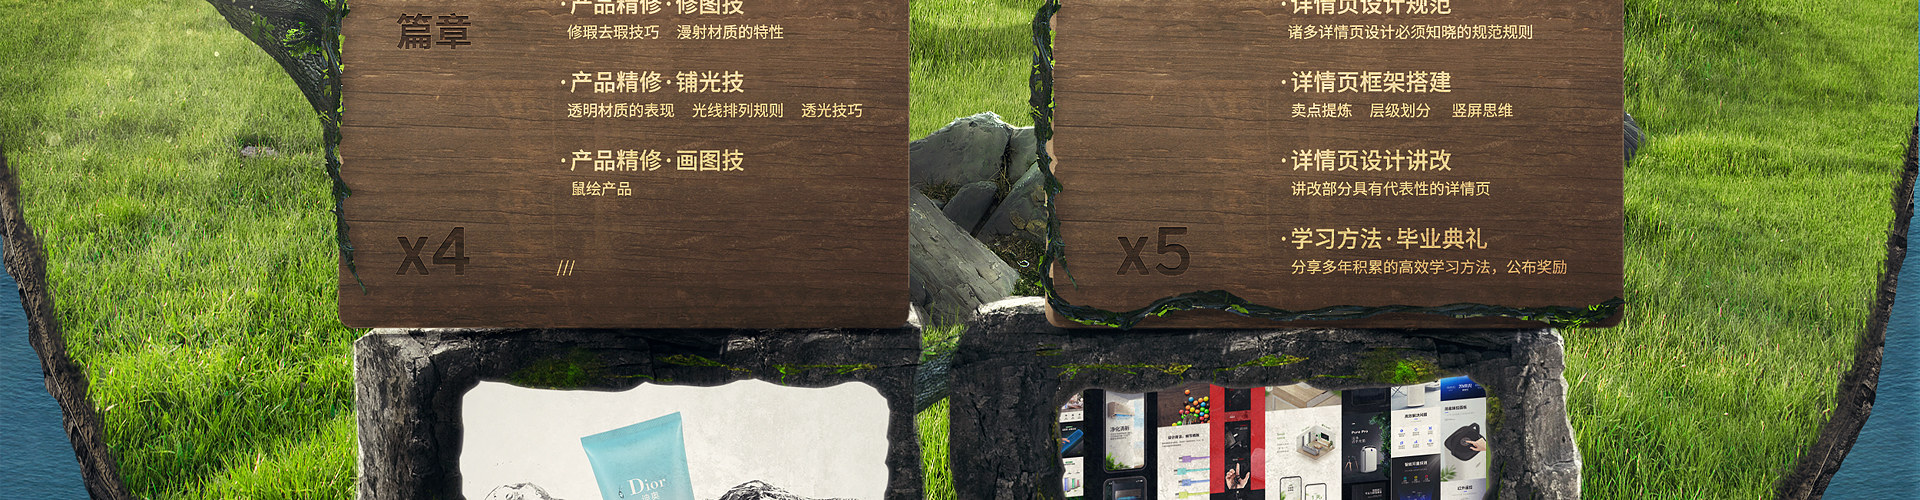 篇章
x4
·产品精修·修图技
修瑕去瑕技巧 漫射材质的特性
·产品精修·铺光技
透明材质的表现 光线排列规则 透光技巧
·产品精修·画图技
鼠绘产品
///
x5
·详情页设计规范
诸多详情页设计必须知晓的规范规则
·详情页框架搭建
卖点提炼 层级划分 竖屏思维
·详情页设计讲改
讲改部分具有代表性的详情页
·学习方法·毕业典礼
分享多年积累的高效学习方法，公布奖励
Dior
净化清新
Pure Pro